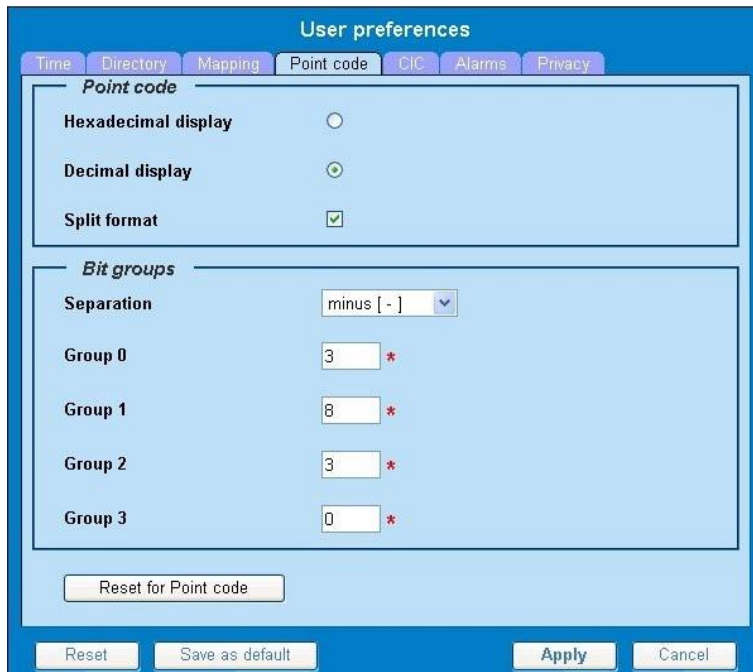 User preferences
Time Directory Mapping Point code CIC Alarms Privacy
Point code
Hexadecimal display
Decimal display
Split format
Bit groups
Separation minus [ - ]
Group 0 3 *
Group 1 8 *
Group 2 3 *
Group 3 0 *
Reset for Point code
Reset Save as default Apply Cancel